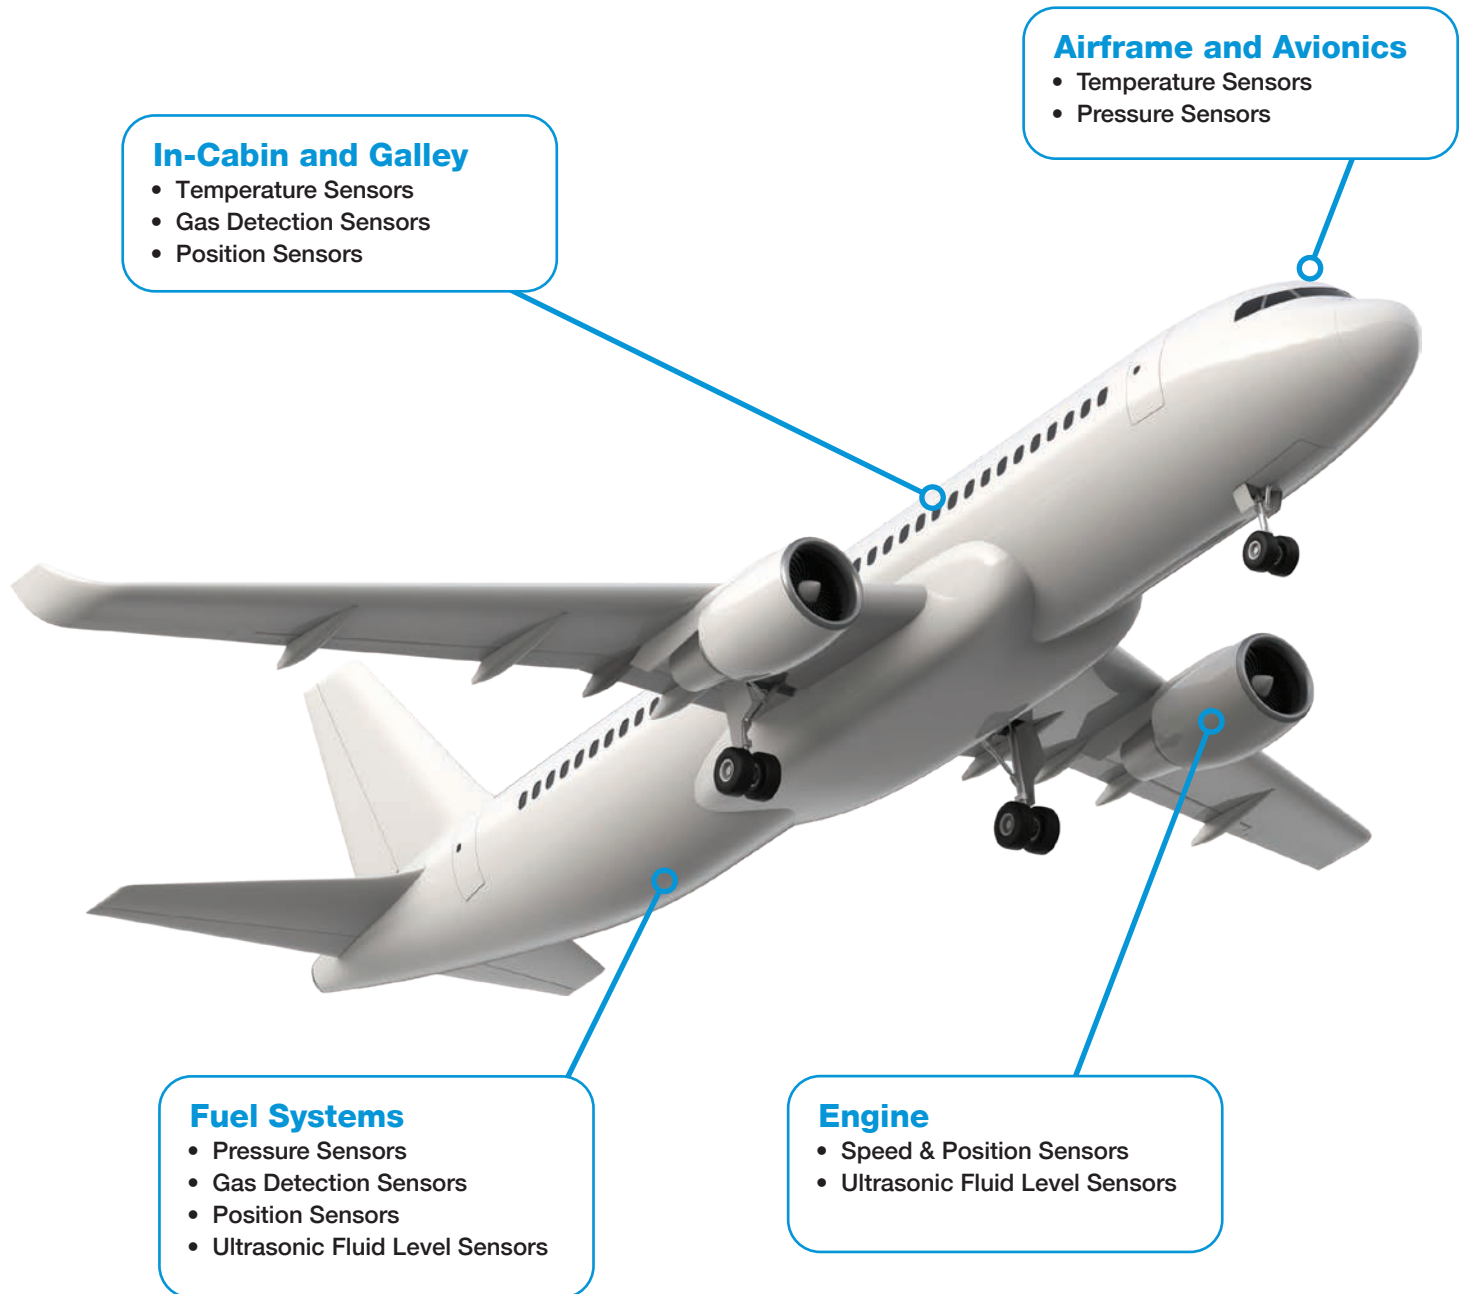 Airframe and Avionics
• Temperature Sensors
• Pressure Sensors
In-Cabin and Galley
• Temperature Sensors
• Gas Detection Sensors
• Position Sensors
Fuel Systems
• Pressure Sensors
• Gas Detection Sensors
• Position Sensors
• Ultrasonic Fluid Level Sensors
Engine
• Speed & Position Sensors
• Ultrasonic Fluid Level Sensors